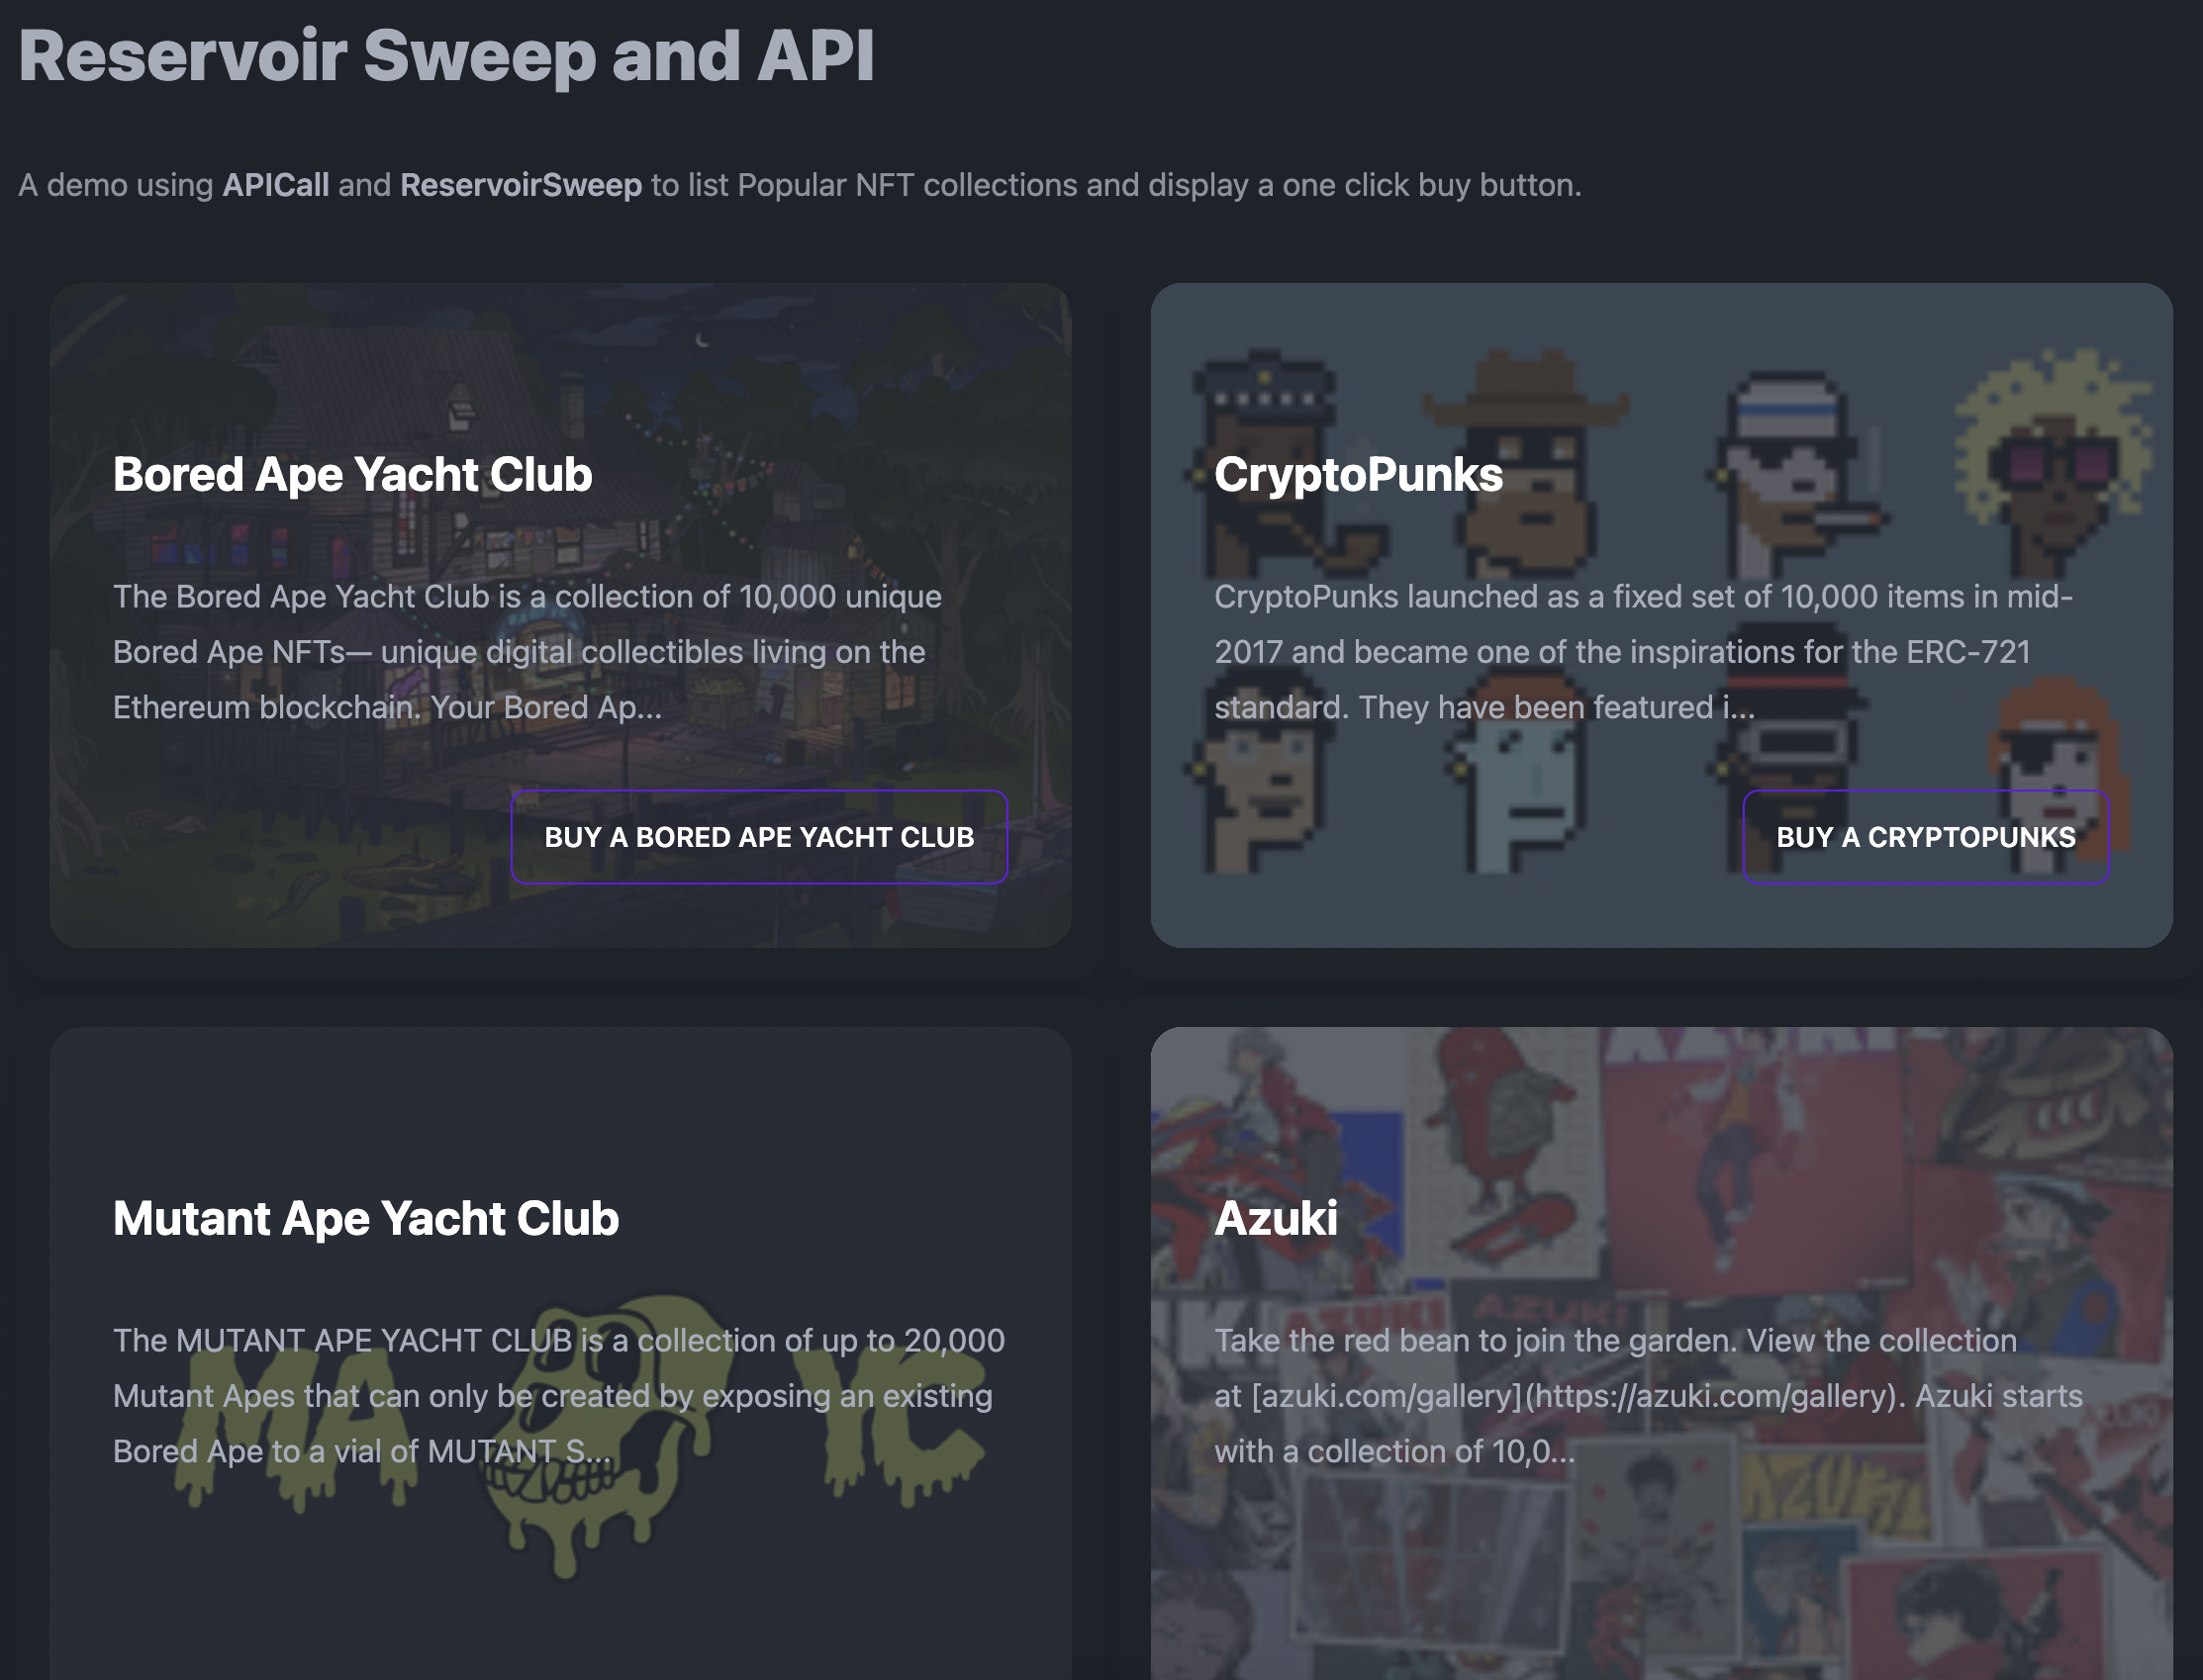 Reservoir Sweep and API
A demo using APICall and ReservoirSweep to list Popular NFT collections and display a one click buy button.
Bored Ape Yacht Club
The Bored Ape Yacht Club is a collection of 10,000 unique
Bored Ape NFTs— unique digital collectibles living on the
Ethereum blockchain. Your Bored Ap...
BUY A BORED APE YACHT CLUB
CryptoPunks
CryptoPunks launched as a fixed set of 10,000 items in mid-
2017 and became one of the inspirations for the ERC-721
standard. They have been featured i...
BUY A CRYPTOPUNKS
Mutant Ape Yacht Club
The MUTANT APE YACHT CLUB is a collection of up to 20,000
Mutant Apes that can only be created by exposing an existing
Bored Ape to a vial of MUTANT S...
MA YC
Azuki
Take the red bean to join the garden. View the collection
at [azuki.com/gallery](https://azuki.com/gallery). Azuki starts
with a collection of 10,0...
AZUKI
AZUKI
AZUKI
AZUKI